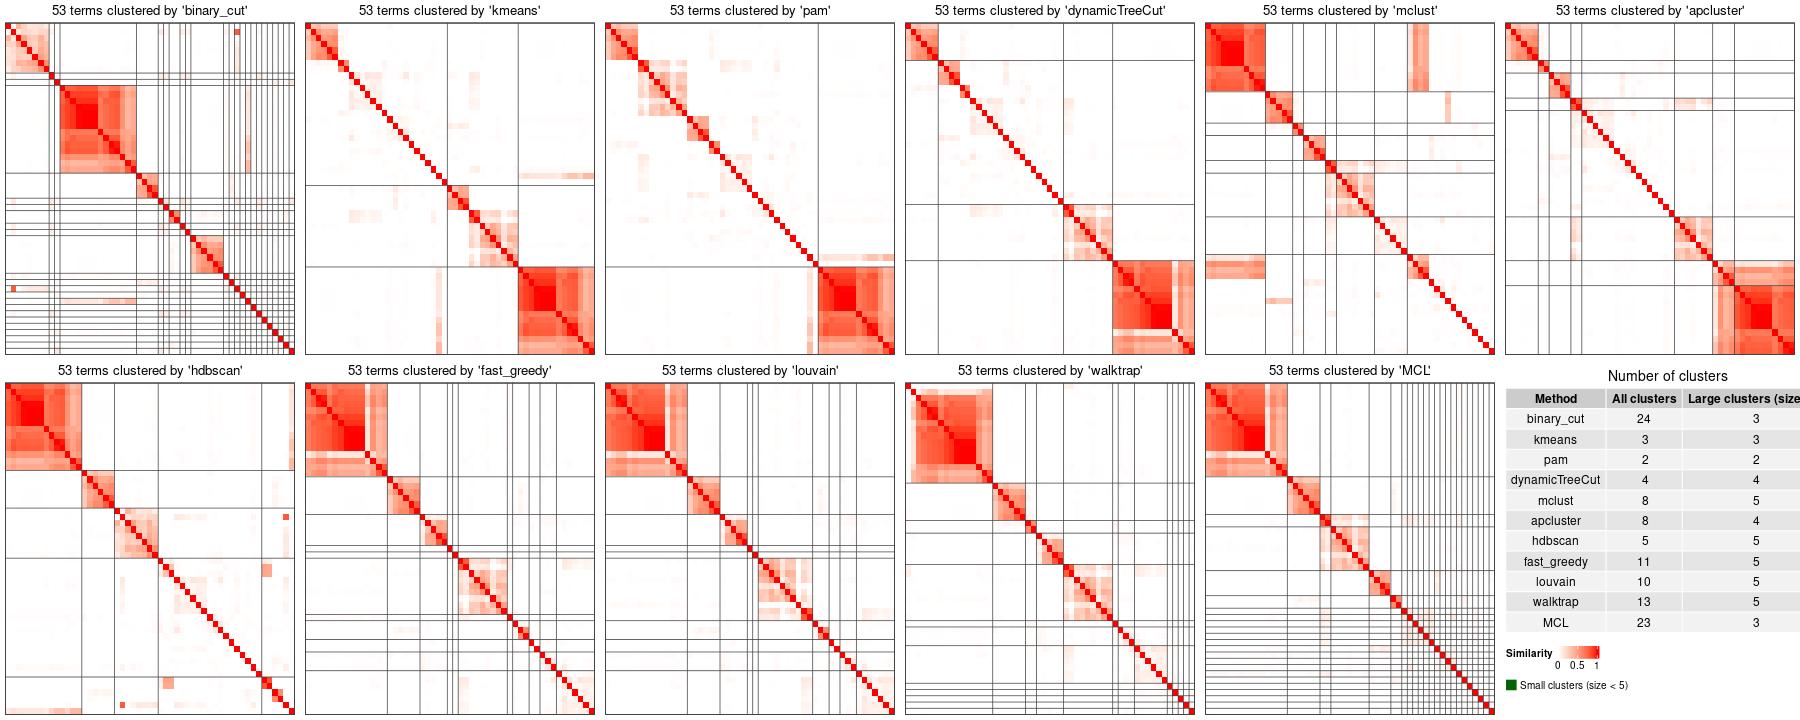 53 terms clustered by 'binary_cut'
53 terms clustered by 'kmeans'
53 terms clustered by 'pam'
53 terms clustered by 'dynamicTreeCut'
53 terms clustered by 'mclust'
53 terms clustered by 'apcluster'
53 terms clustered by 'hdbscan'
53 terms clustered by 'fast_greedy'
53 terms clustered by 'louvain'
53 terms clustered by 'walktrap'
53 terms clustered by 'MCL'
Number of clusters
Method All clusters Large clusters (size
binary_cut 24 3
kmeans 3 3
pam 2 2
dynamicTreeCut 4 4
mclust 8 5
apcluster 8 4
hdbscan 5 5
fast_greedy 11 5
louvain 10 5
walktrap 13 5
MCL 23 3
Similarity
0 0.5 1
Small clusters (size < 5)